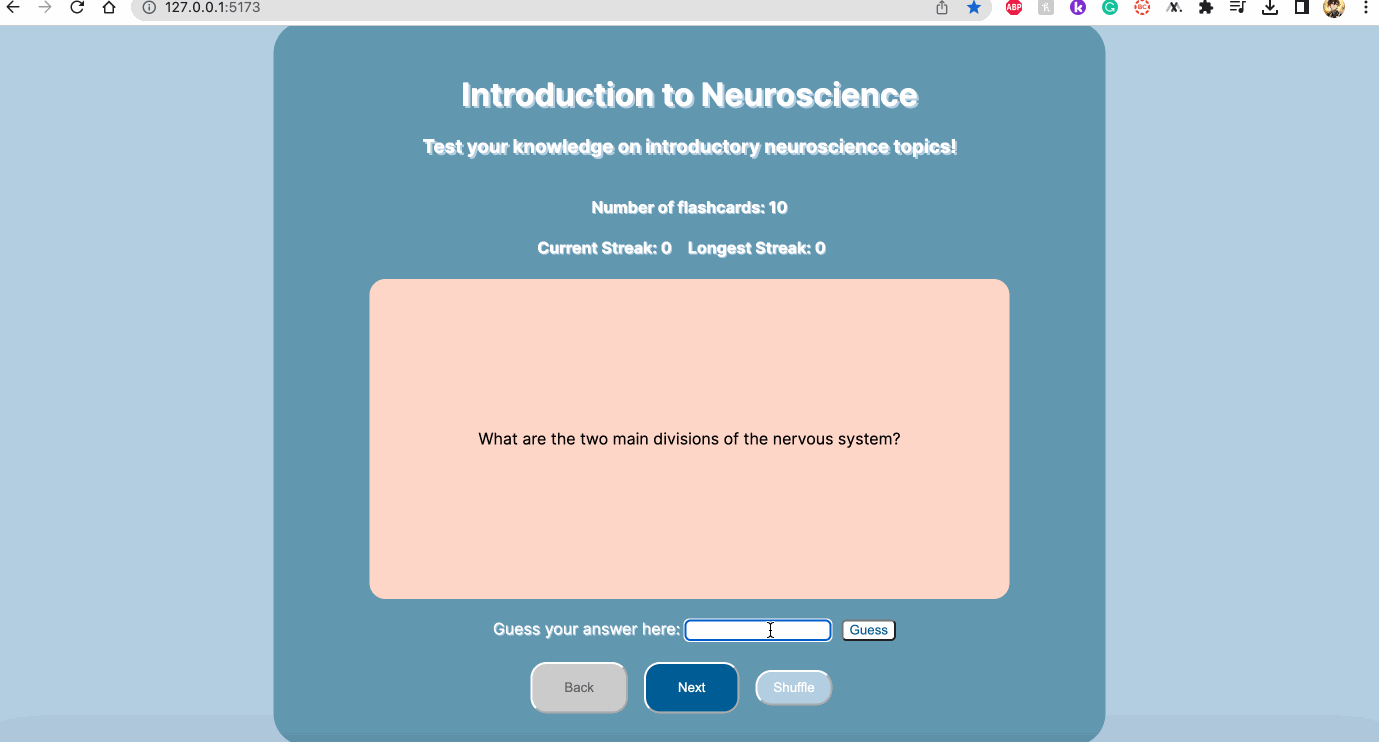 127.0.0.1:5173
ABP
Introduction to Neuroscience
Test your knowledge on introductory neuroscience topics!
Number of flashcards: 10
Current Streak: 0 Longest Streak: 0
What are the two main divisions of the nervous system?
Guess your answer here: Guess
Back Next Shuffle